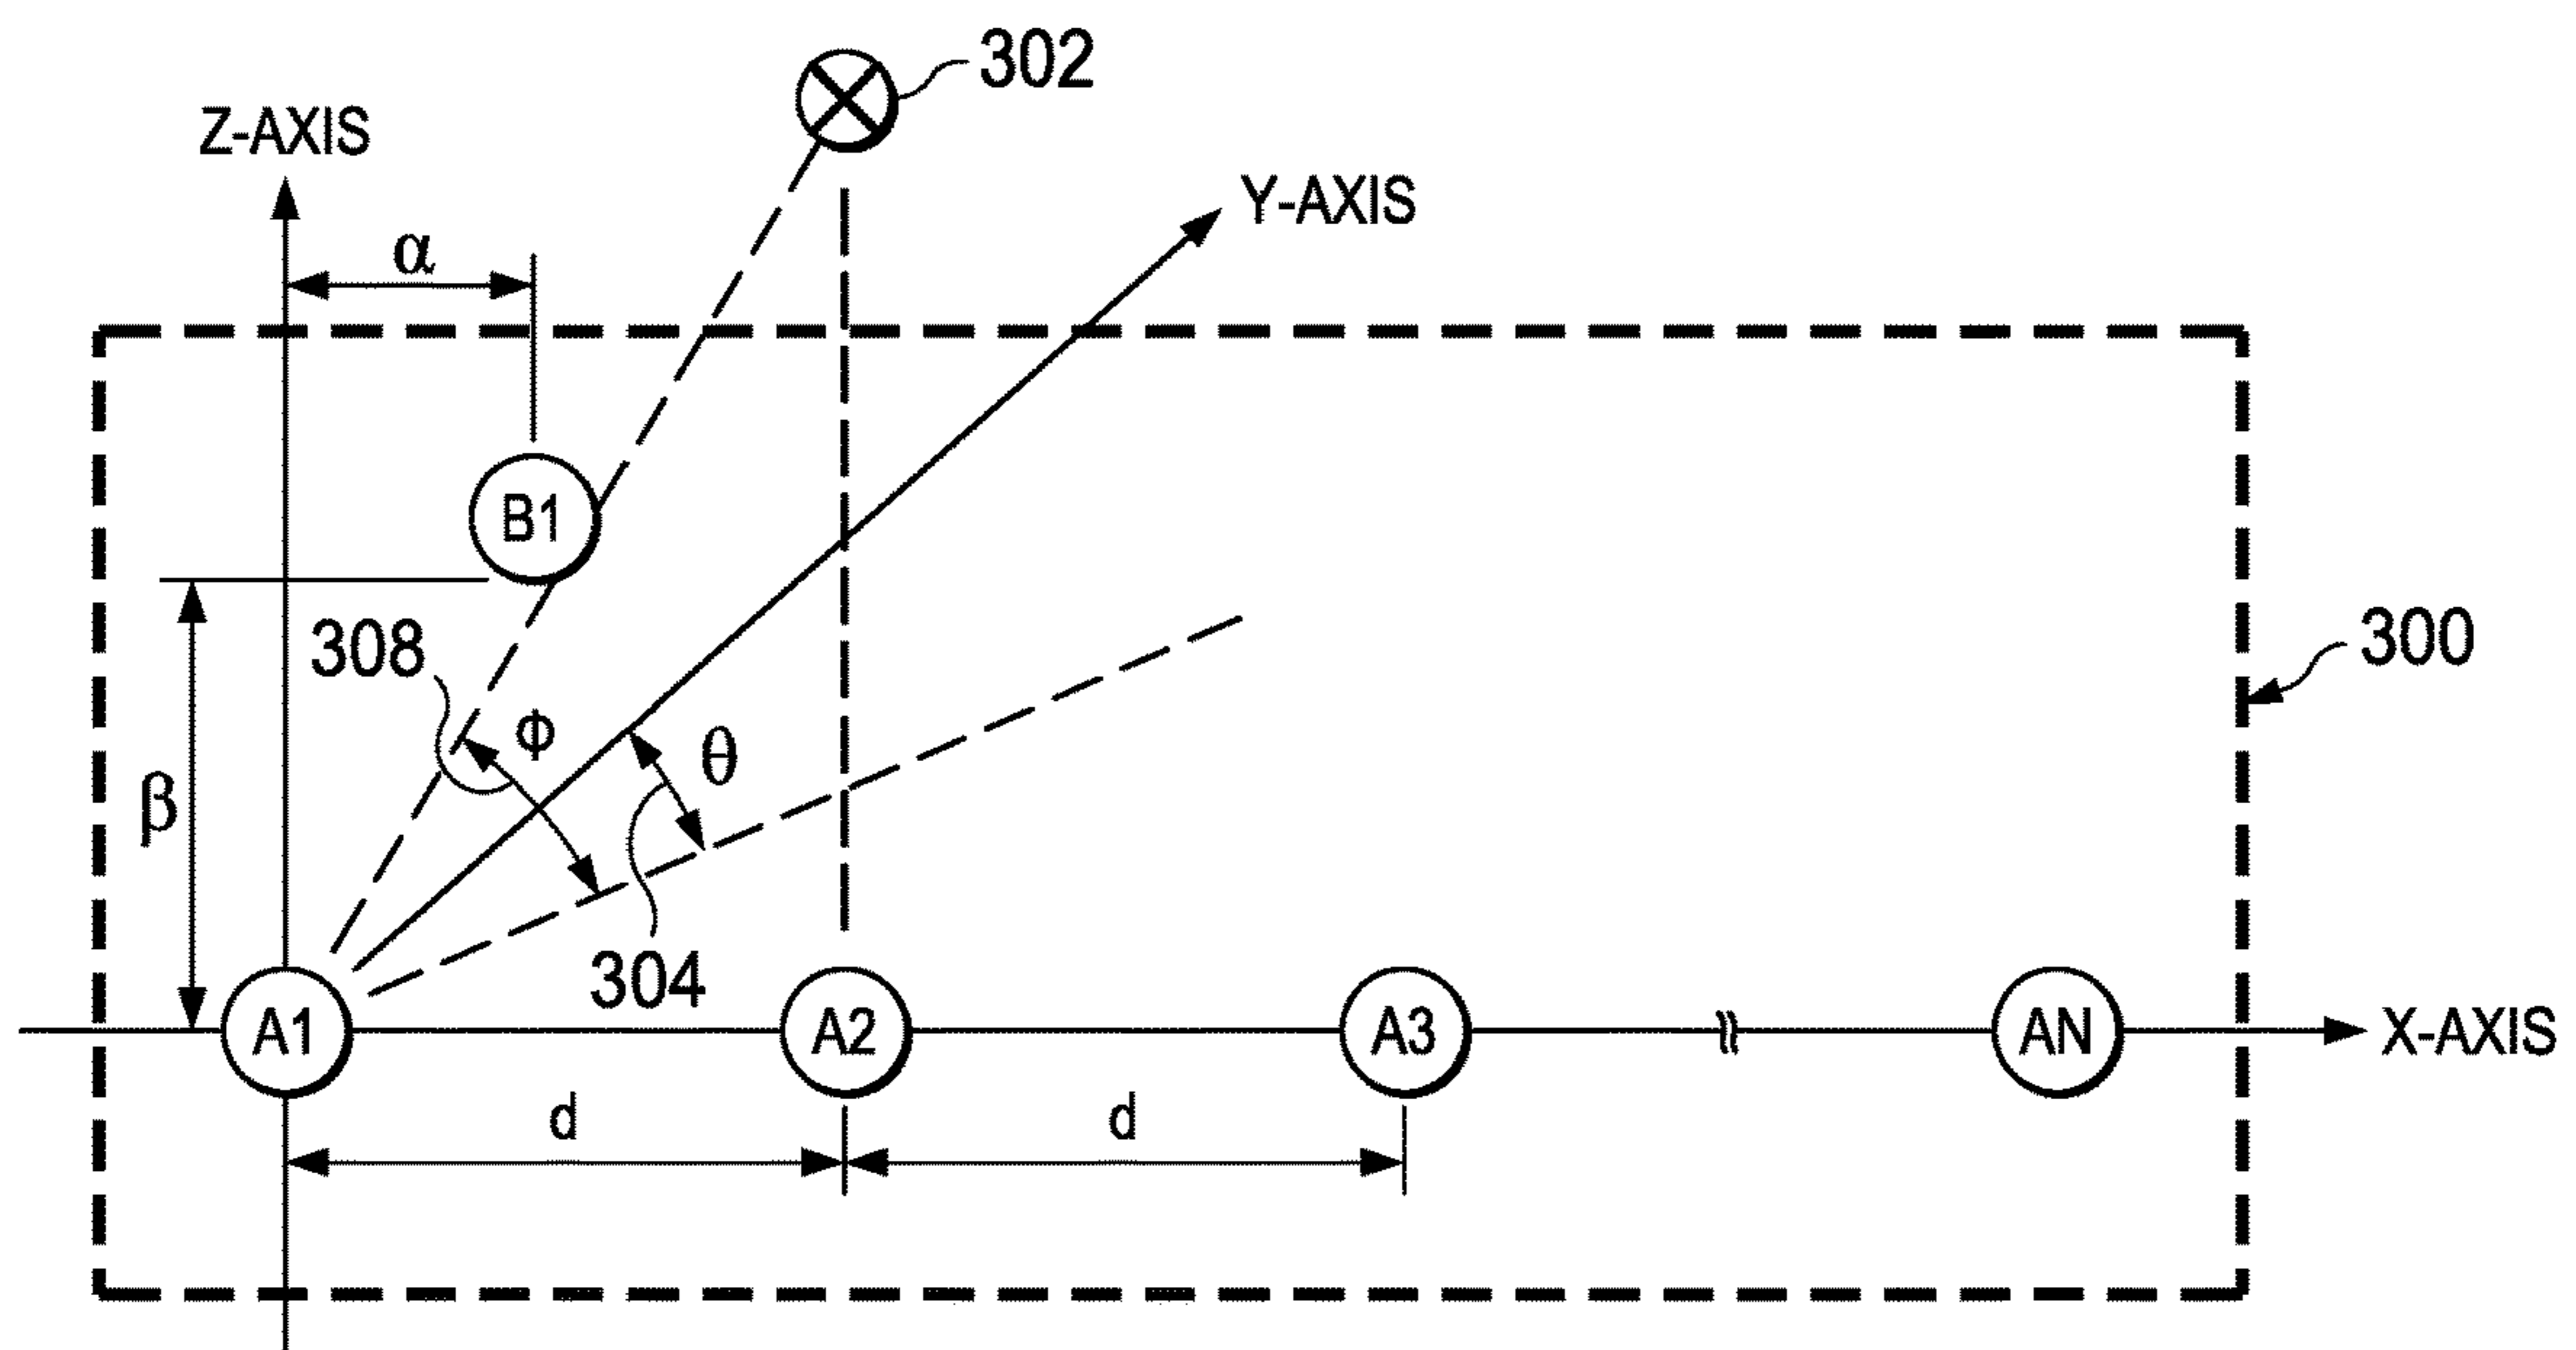 302
Z-AXIS
Y-AXIS
α
B1
308
300
Φ
θ
β
304
A1
A2
A3
AN
X-AXIS
d
d